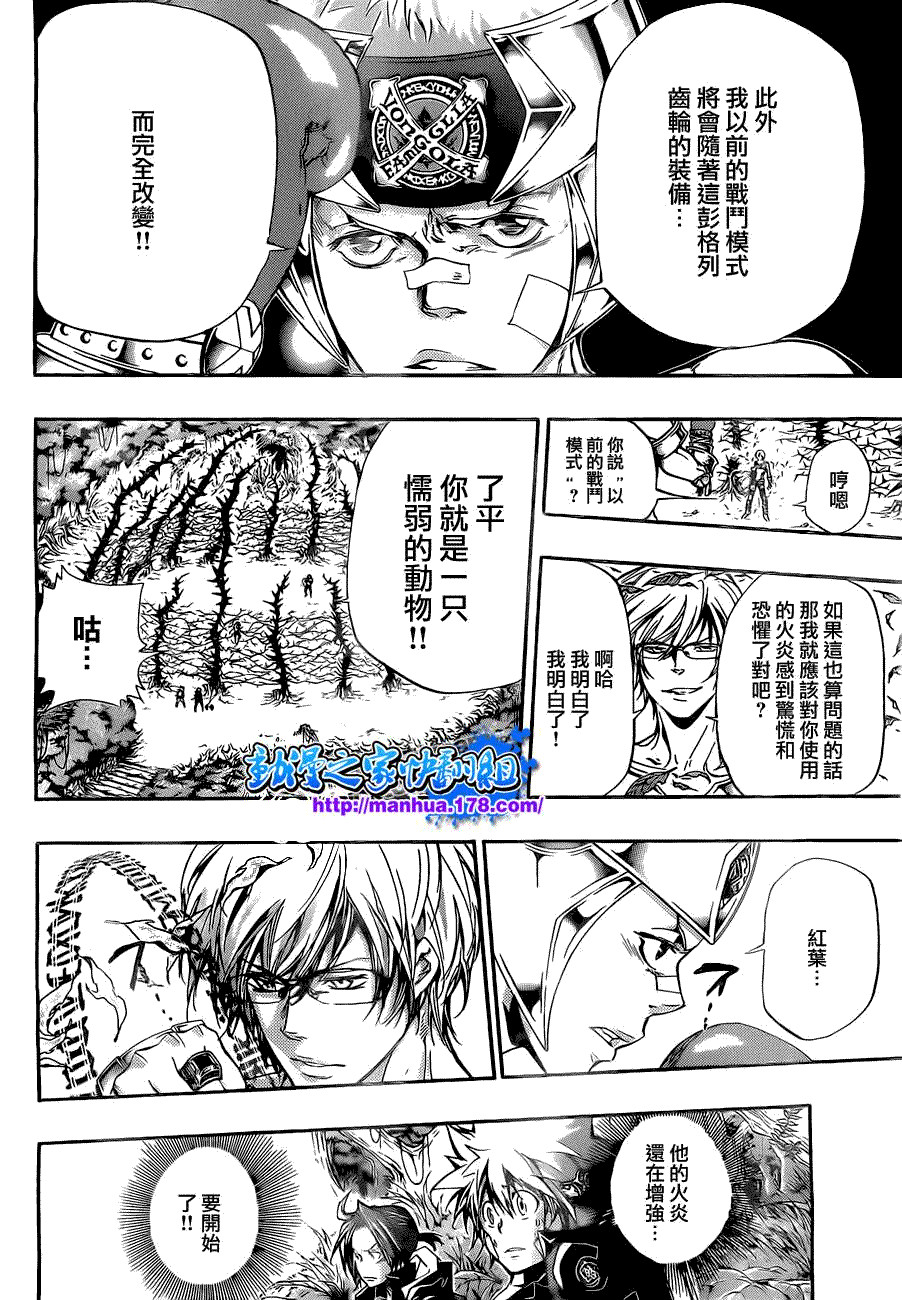 此外
我以前的戰鬥模式
將會隨著這彭格列
齒輪的裝備…
而完全改變!!
VONGOLA
FAMIGLIA
哼嗯
你說"以
前的戰鬥
模式"?
如果這也算問題的話
那我就應該對你使用
的火炎感到驚慌和
恐懼了對吧?
啊哈
我明白了
我明白了!
了平
你就是一只
懦弱的動物!!
咕…
動漫之家快翻組
http://manhua.178.com/
紅葉…
ス
他的火炎
還在增強…
要開始
了!!